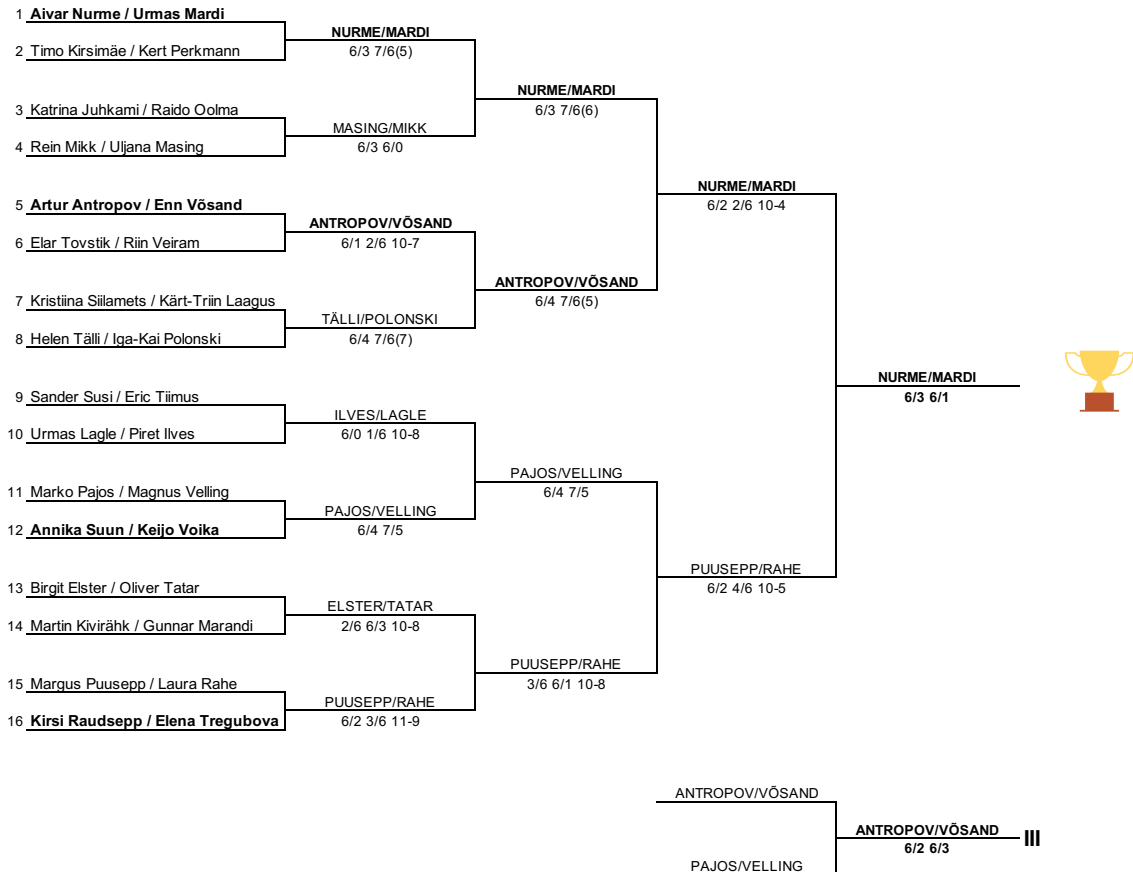 1 Aivar Nurme / Urmas Mardi
NURME/MARDI
2 Timo Kirsimäe / Kert Perkmann
6/3 7/6(5)
NURME/MARDI
3 Katrina Juhkami / Raido Oolma
6/3 7/6(6)
MASING/MIKK
4 Rein Mikk / Uljana Masing
6/3 6/0
NURME/MARDI
5 Artur Antropov / Enn Võsand
6/2 2/6 10-4
ANTROPOV/VÕSAND
6 Elar Tovstik / Riin Veiram
6/1 2/6 10-7
ANTROPOV/VÕSAND
7 Kristiina Siilamets / Kärt-Triin Laagus
6/4 7/6(5)
TÄLLI/POLONSKI
8 Helen Tälli / Iga-Kai Polonski
6/4 7/6(7)
NURME/MARDI
9 Sander Susi / Eric Tiimus
6/3 6/1
ILVES/LAGLE
10 Urmas Lagle / Piret Ilves
6/0 1/6 10-8
PAJOS/VELLING
11 Marko Pajos / Magnus Velling
6/4 7/5
PAJOS/VELLING
12 Annika Suun / Keijo Voika
6/4 7/5
PUUSEPP/RAHE
13 Birgit Elster / Oliver Tatar
6/2 4/6 10-5
ELSTER/TATAR
14 Martin Kivirähk / Gunnar Marandi
2/6 6/3 10-8
PUUSEPP/RAHE
15 Margus Puusepp / Laura Rahe
3/6 6/1 10-8
PUUSEPP/RAHE
16 Kirsi Raudsepp / Elena Tregubova
6/2 3/6 11-9
ANTROPOV/VÕSAND
ANTROPOV/VÕSAND III
6/2 6/3
PAJOS/VELLING